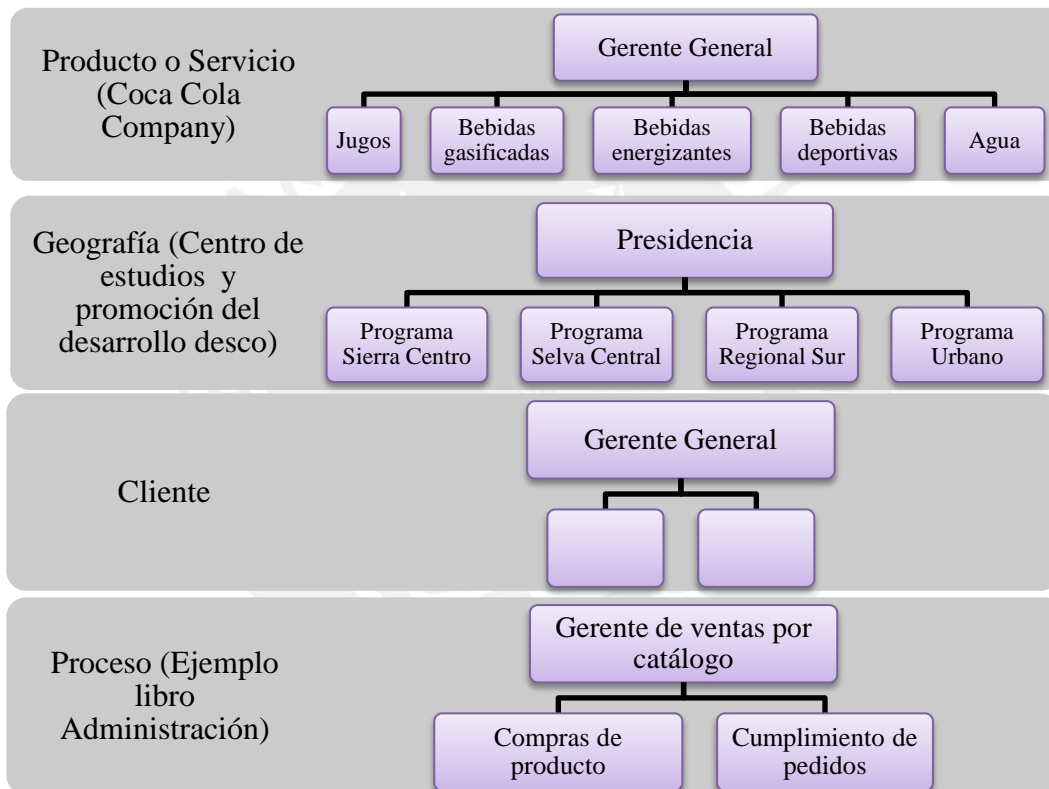 Producto o Servicio
(Coca Cola
Company)
Gerente General
Jugos
Bebidas
gasificadas
Bebidas
energizantes
Bebidas
deportivas
Agua
Geografía (Centro de
estudios y
promoción del
desarrollo desco)
Presidencia
Programa
Sierra Centro
Programa
Selva Central
Programa
Regional Sur
Programa
Urbano
Cliente
Gerente General
Proceso (Ejemplo
libro
Administración)
Gerente de ventas por
catálogo
Compras de
producto
Cumplimiento de
pedidos